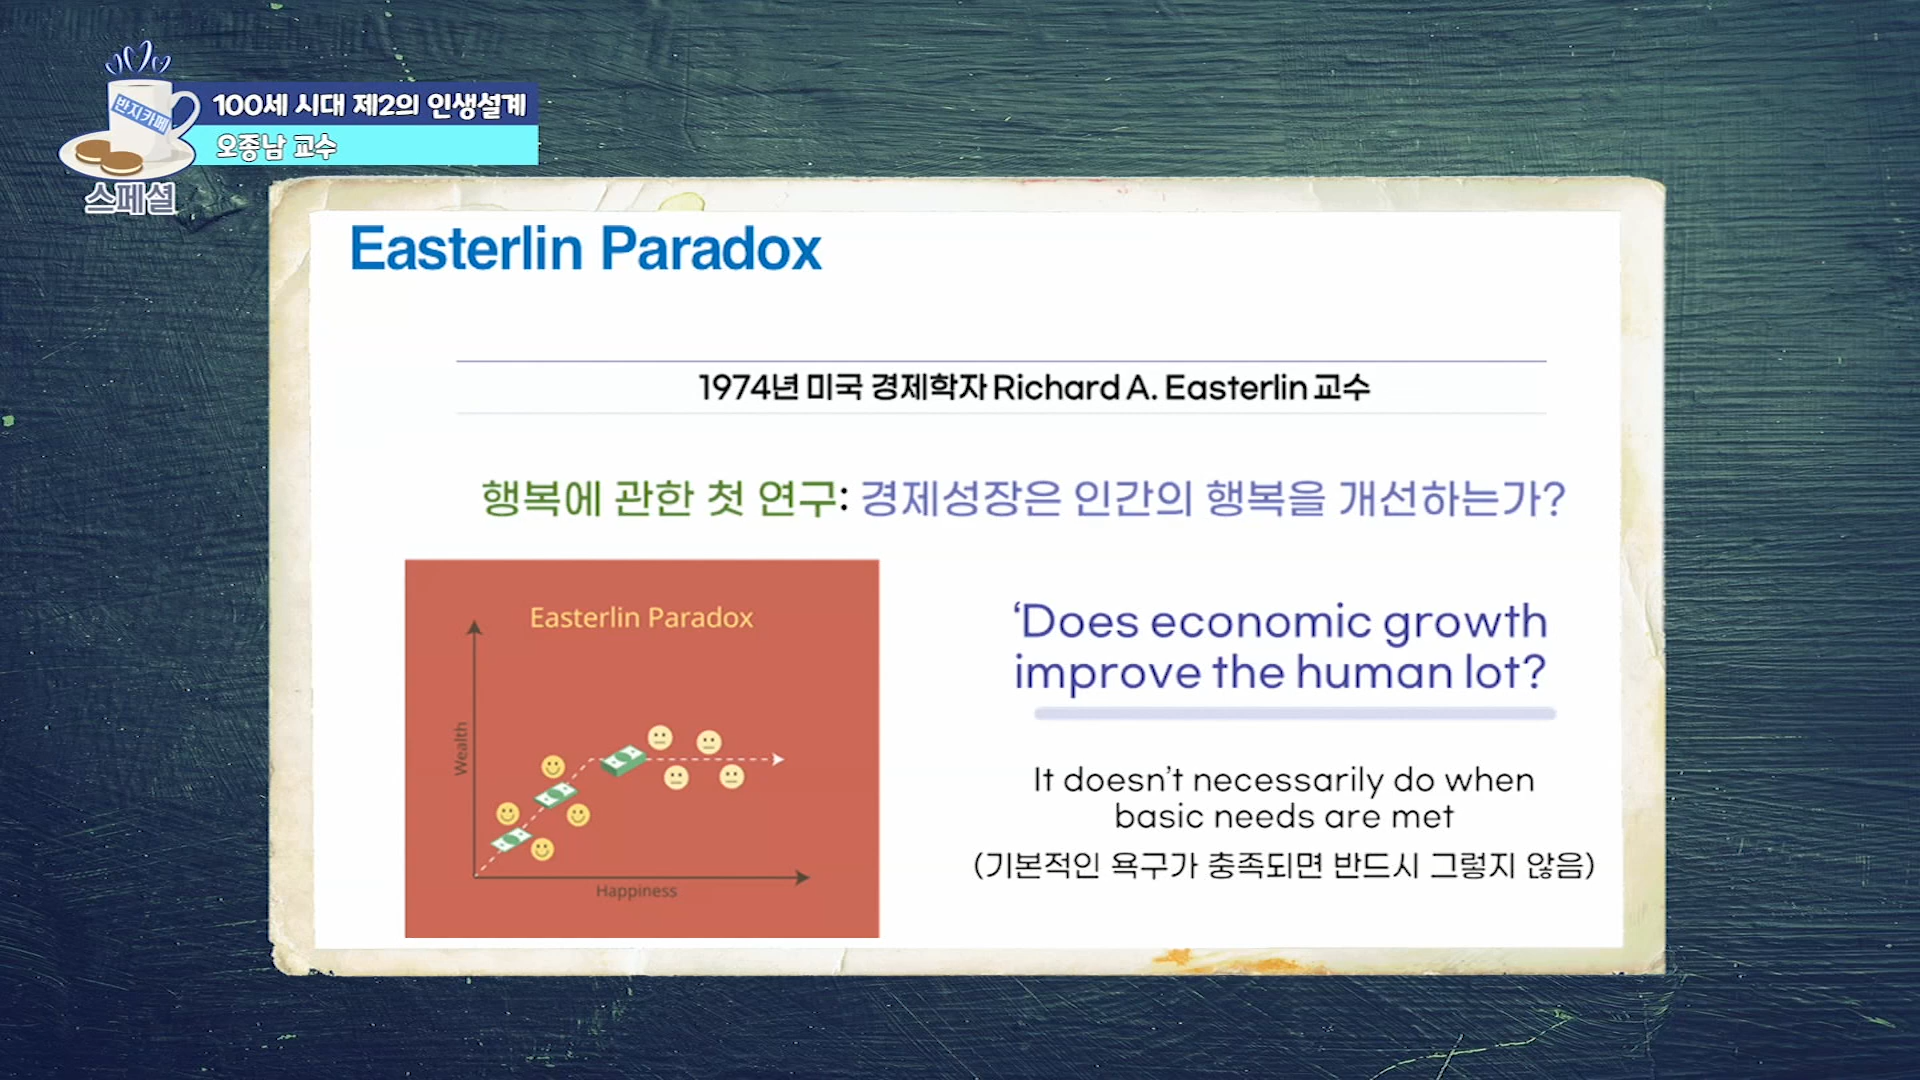 반지카페
스페셜
100세 시대 제2의 인생설계
오종남 교수
Easterlin Paradox
1974년 미국 경제학자 Richard A. Easterlin 교수
행복에 관한 첫 연구: 경제성장은 인간의 행복을 개선하는가?
Easterlin Paradox
Wealth
Happiness
‘Does economic growth
improve the human lot?
It doesn’t necessarily do when
basic needs are met
(기본적인 욕구가 충족되면 반드시 그렇지 않음)